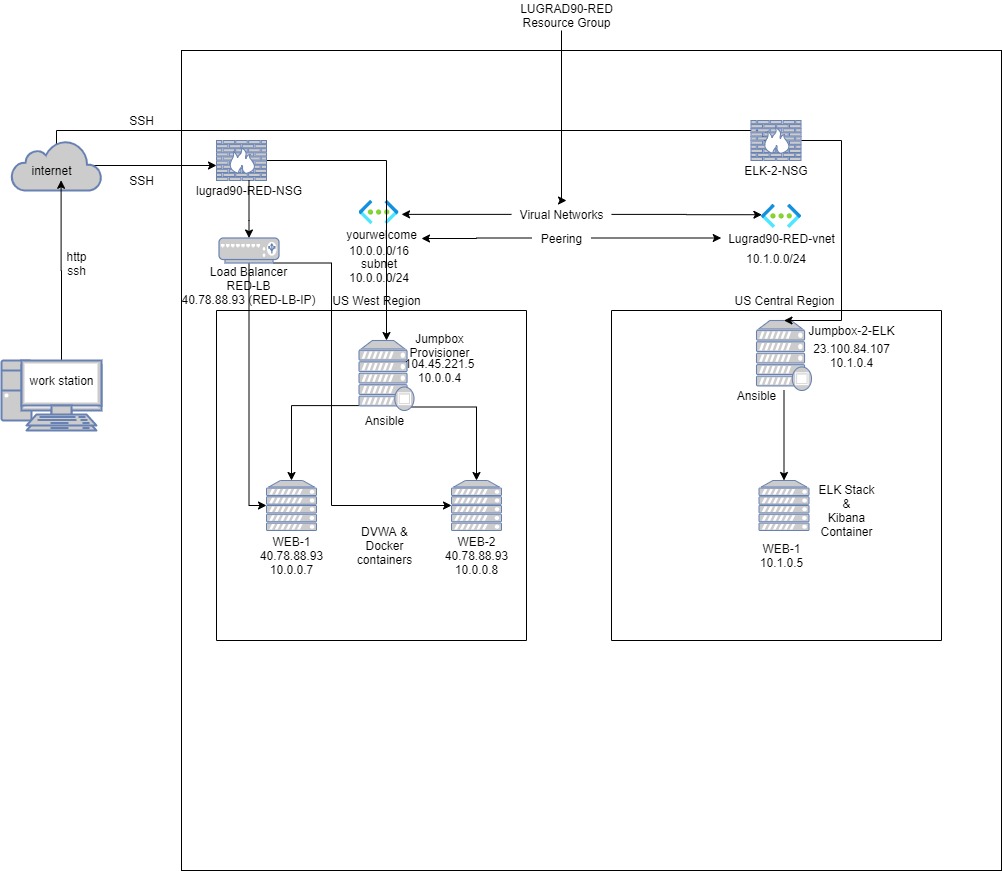 LUGRAD90-RED
Resource Group
SSH
internet
SSH
lugrad90-RED-NSG
ELK-2-NSG
Virual Networks
Peering
yourwelcome
10.0.0.0/16
subnet
10.0.0.0/24
Lugrad90-RED-vnet
10.1.0.0/24
http
ssh
Load Balancer
RED-LB
40.78.88.93 (RED-LB-IP)
US West Region
US Central Region
Jumpbox
Provisioner
104.45.221.5
10.0.0.4
Ansible
Jumpbox-2-ELK
23.100.84.107
10.1.0.4
Ansible
work station
WEB-1
40.78.88.93
10.0.0.7
DVWA &
Docker
containers
WEB-2
40.78.88.93
10.0.0.8
ELK Stack
&
Kibana
Container
WEB-1
10.1.0.5